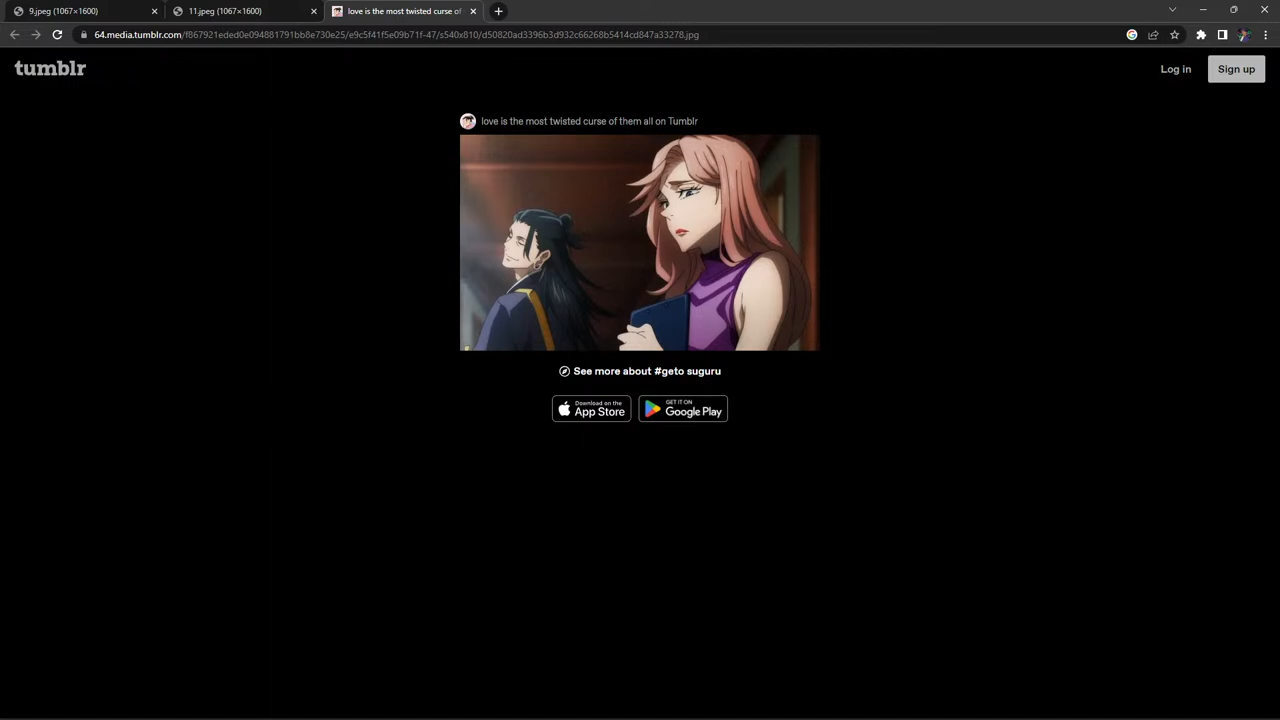 9.jpeg (1067×1600)
11.jpeg (1067×1600)
love is the most twisted curse of
64.media.tumblr.com/f867921eded0e094881791bb8e730e25/e9c5f41f5e09b71f-47/s540x810/d50820ad3396b3d932c66268b5414cd847a33278.jpg
tumblr
Log in
Sign up
love is the most twisted curse of them all on Tumblr
See more about #geto suguru
Download on the
App Store
GET IT ON
Google Play